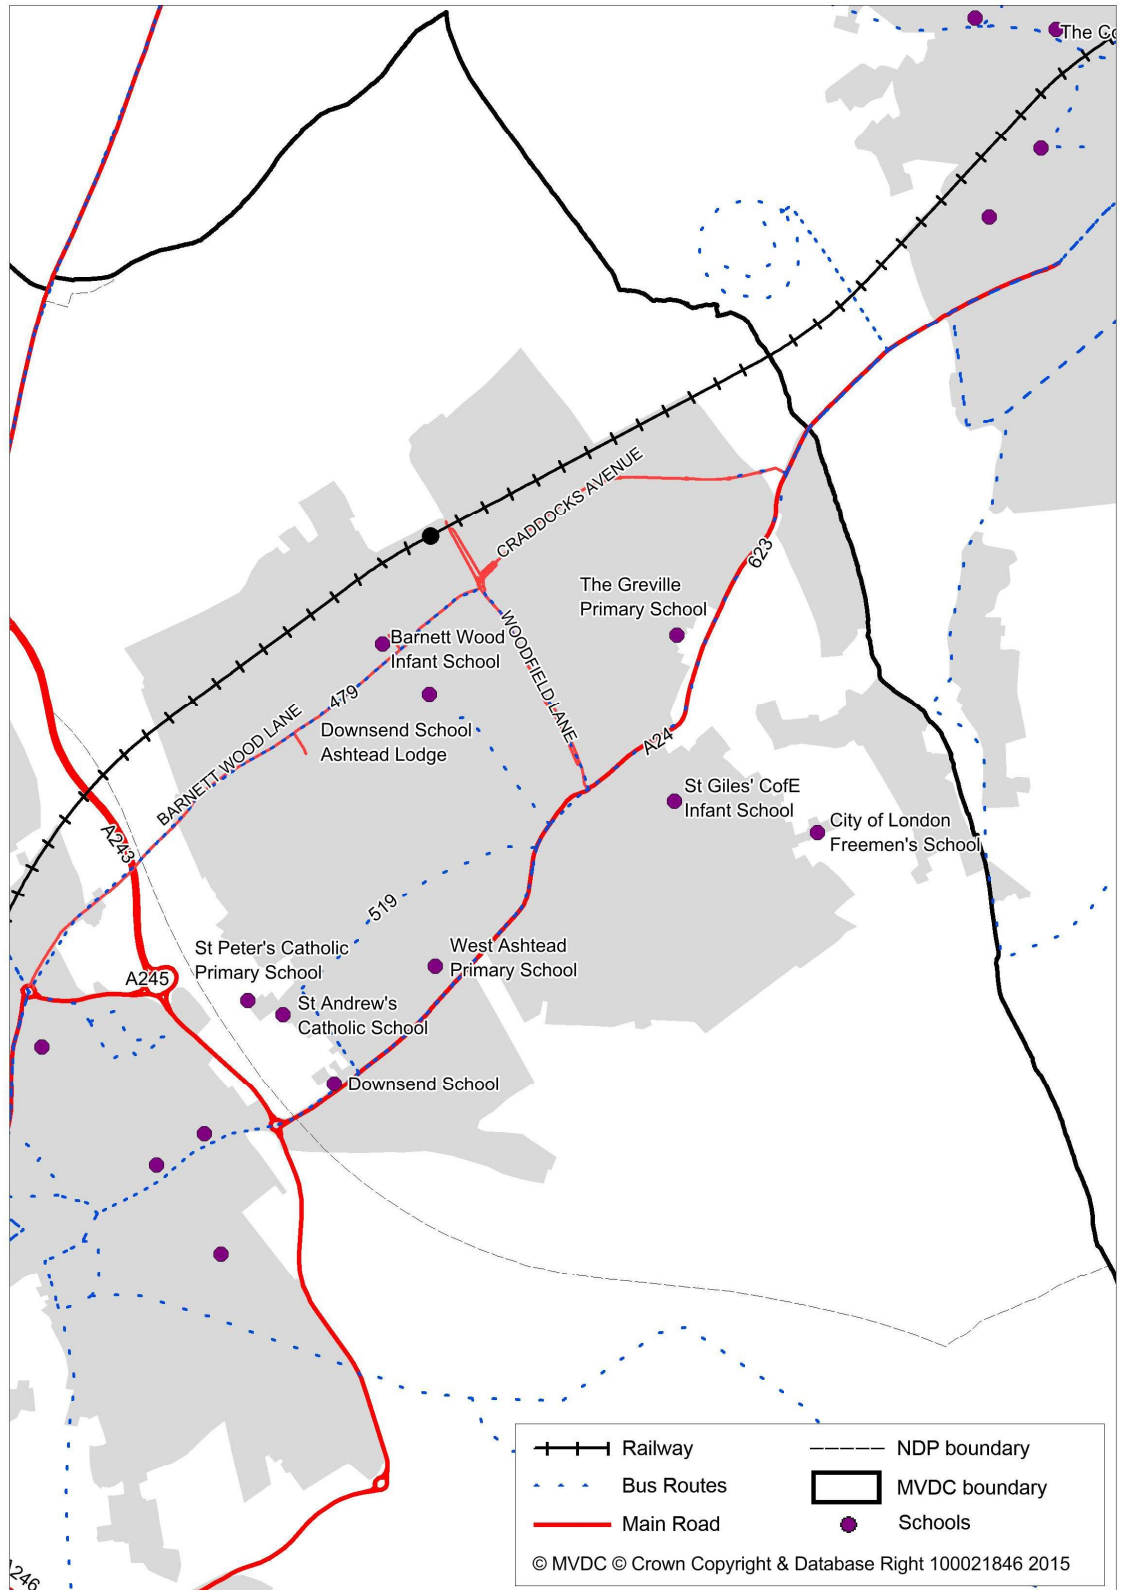 The Co
CRADDOCKS AVENUE
623
The Greville
Primary School
WOODFIELD LANE
Barnett Wood
Infant School
479
BARNETT WOOD LANE
Downsend School
Ashtead Lodge
A24
St Giles' CofE
Infant School
City of London
Freemen's School
A243
519
St Peter's Catholic
Primary School
West Ashtead
Primary School
A245
St Andrew's
Catholic School
Downsend School
Railway
NDP boundary
Bus Routes
MVDC boundary
Main Road
Schools
© MVDC © Crown Copyright & Database Right 100021846 2015